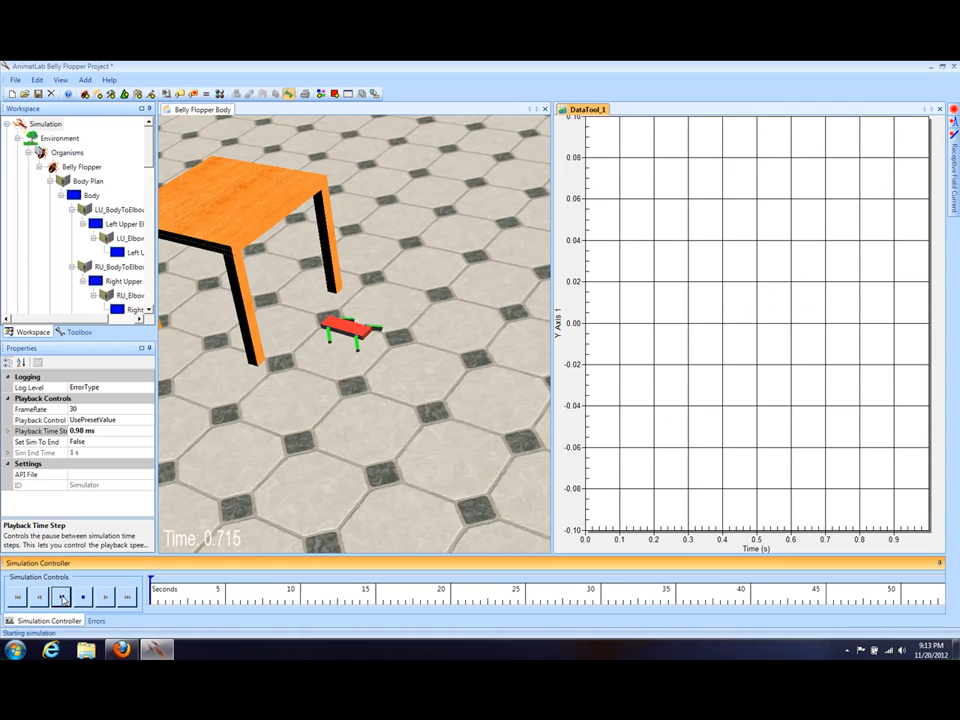 AnimatLab Belly Flopper Project *
File Edit View Add Help
Workspace
Simulation
Environment
Organisms
Belly Flopper
Body Plan
Body
LU_BodyToElbow
Left Upper El
LU_Elbow
Left U
RU_BodyToElbow
Right Upper
RU_Elbow
Right
Workspace Toolbox
Properties
Logging
Log Level ErrorType
Playback Controls
FrameRate 30
Playback Control UsePresetValue
Playback Time Ste 0.98 ms
Set Sim To End False
Sim End Time 1 s
Settings
API File
ID Simulator
Playback Time Step
Controls the pause between simulation time
steps. This lets you control the playback spee...
Belly Flopper Body
Time: 0.715
DataTool_1
0.10
0.08
0.06
0.04
0.02
0.00
-0.02
-0.04
-0.06
-0.08
-0.10
Y Axis 1
0.0 0.1 0.2 0.3 0.4 0.5 0.6 0.7 0.8 0.9
Time (s)
Receptive Field Current
Simulation Controller
Simulation Controls
Seconds 5 10 15 20 25 30 35 40 45 50
Simulation Controller Errors
Starting simulation
9:13 PM
11/20/2012